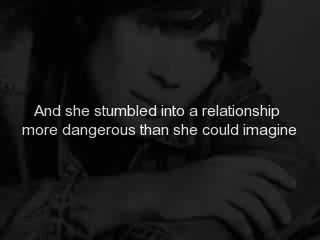 And she stumbled into a relationship
more dangerous than she could imagine